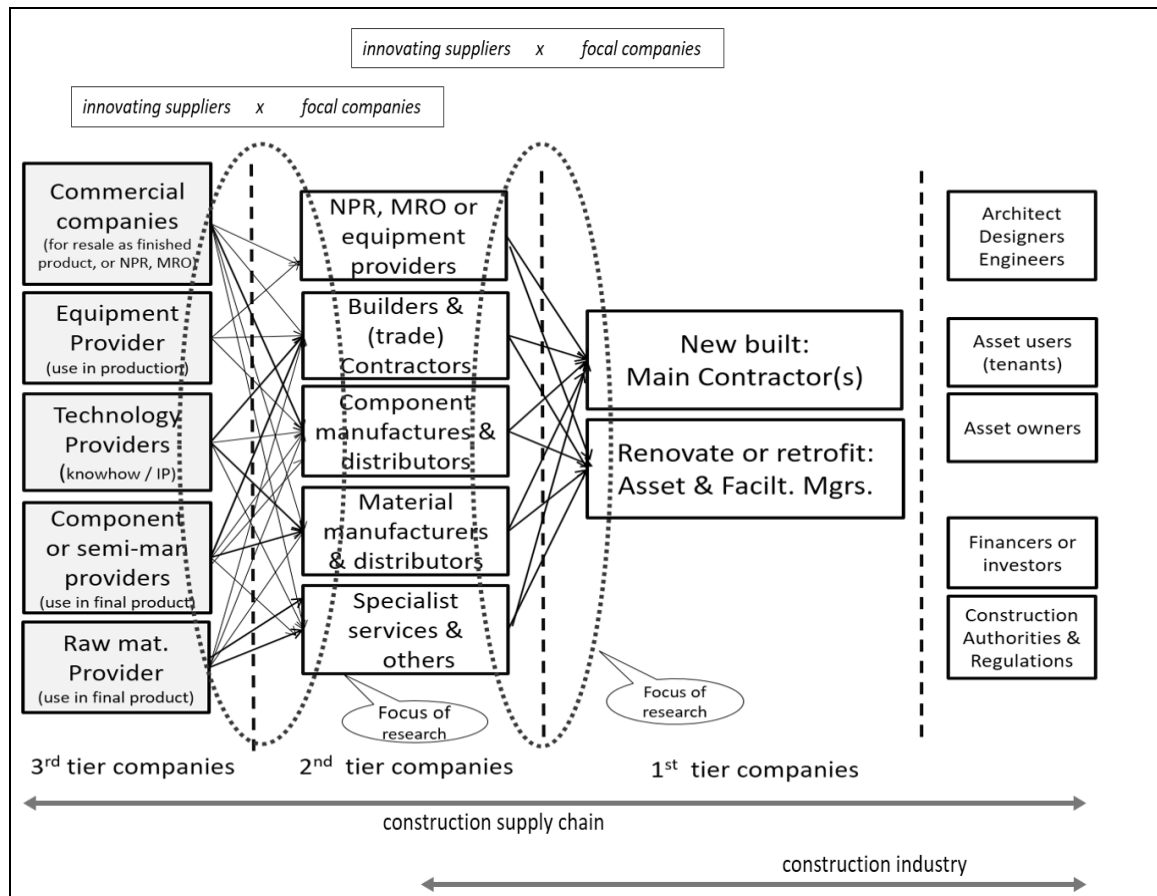 innovating suppliers x focal companies
innovating suppliers x focal companies
Commercial
companies
(for resale as finished
product, or NPR, MRO)
Equipment
Provider
(use in production)
Technology
Providers
(knowhow / IP)
Component
or semi-man
providers
(use in final product)
Raw mat.
Provider
(use in final product)
NPR, MRO or
equipment
providers
Builders &
(trade)
Contractors
Component
manufactures &
distributors
Material
manufacturers
& distributors
Specialist
services &
others
New built:
Main Contractor(s)
Renovate or retrofit:
Asset & Facilt. Mgrs.
Architect
Designers
Engineers
Asset users
(tenants)
Asset owners
Financers or
investors
Construction
Authorities &
Regulations
Focus of
research
Focus of
research
3rd tier companies
2nd tier companies
1st tier companies
construction supply chain
construction industry